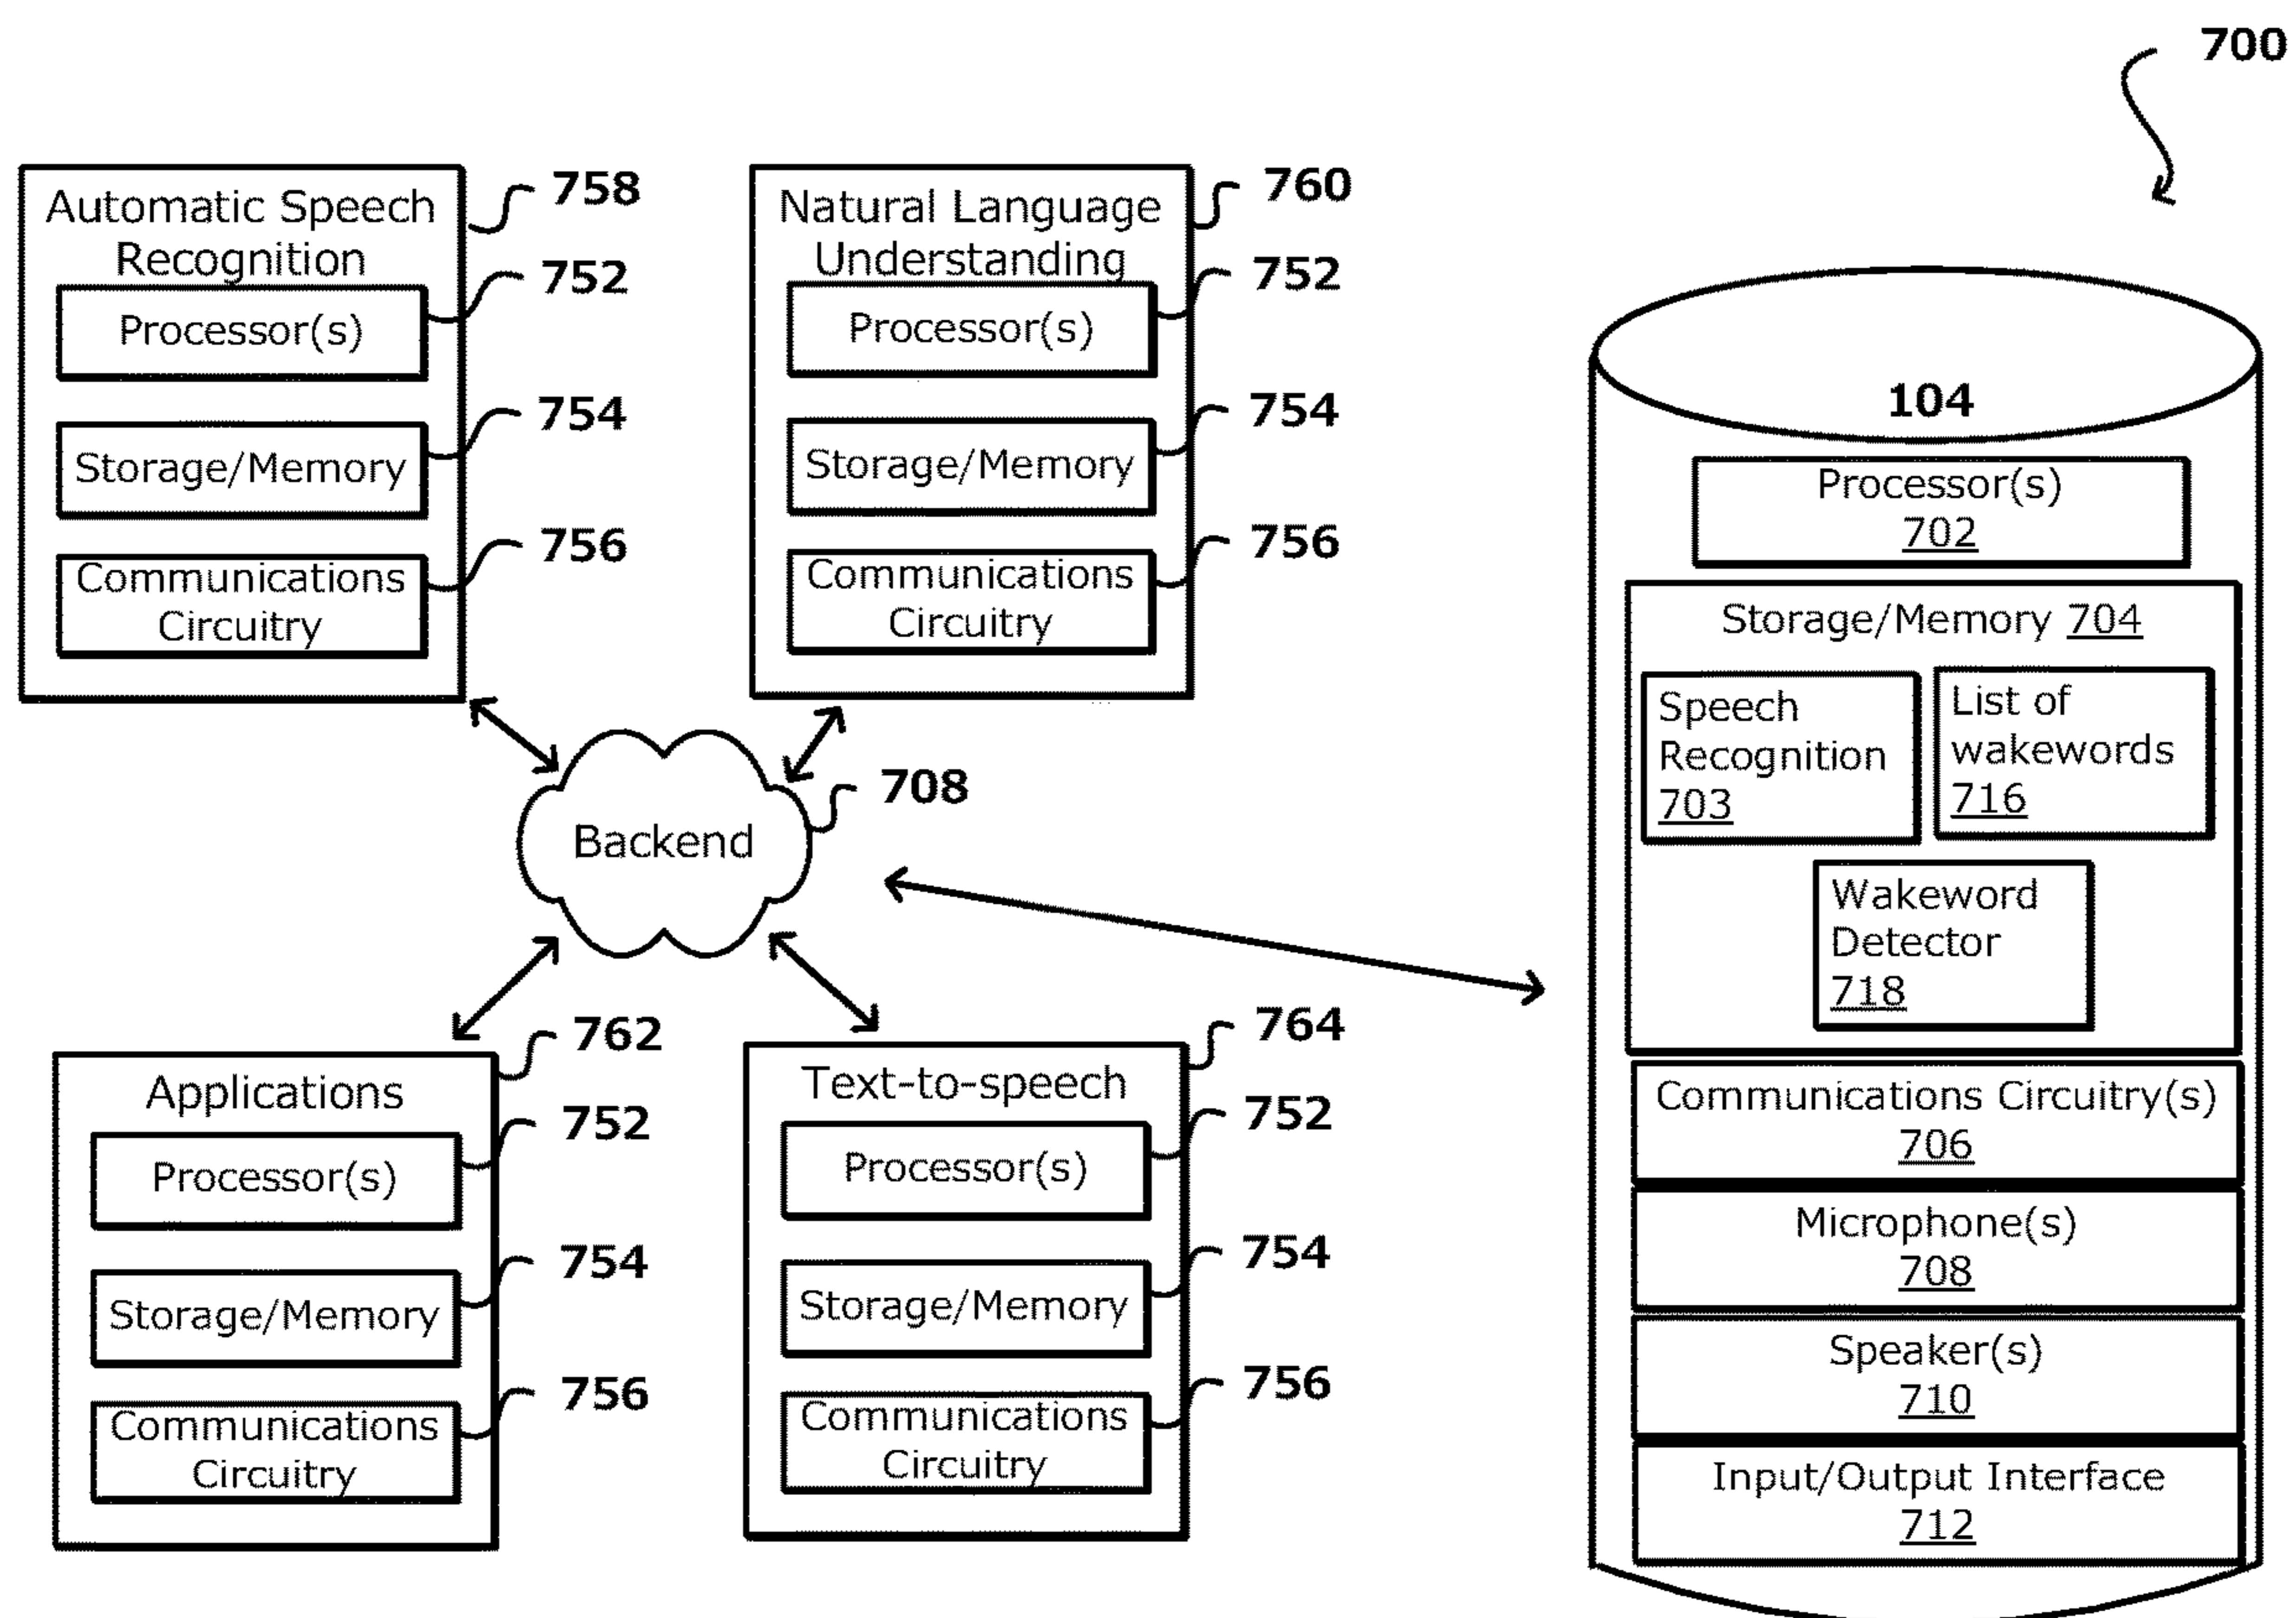 700
Automatic Speech
Recognition
758
Processor(s)
752
Storage/Memory
754
Communications
Circuitry
756
Natural Language
Understanding
760
Processor(s)
752
Storage/Memory
754
Communications
Circuitry
756
Backend
708
Applications
762
Processor(s)
752
Storage/Memory
754
Communications
Circuitry
756
Text-to-speech
764
Processor(s)
752
Storage/Memory
754
Communications
Circuitry
756
104
Processor(s)
702
Storage/Memory 704
Speech
Recognition
703
List of
wakewords
716
Wakeword
Detector
718
Communications Circuitry(s)
706
Microphone(s)
708
Speaker(s)
710
Input/Output Interface
712